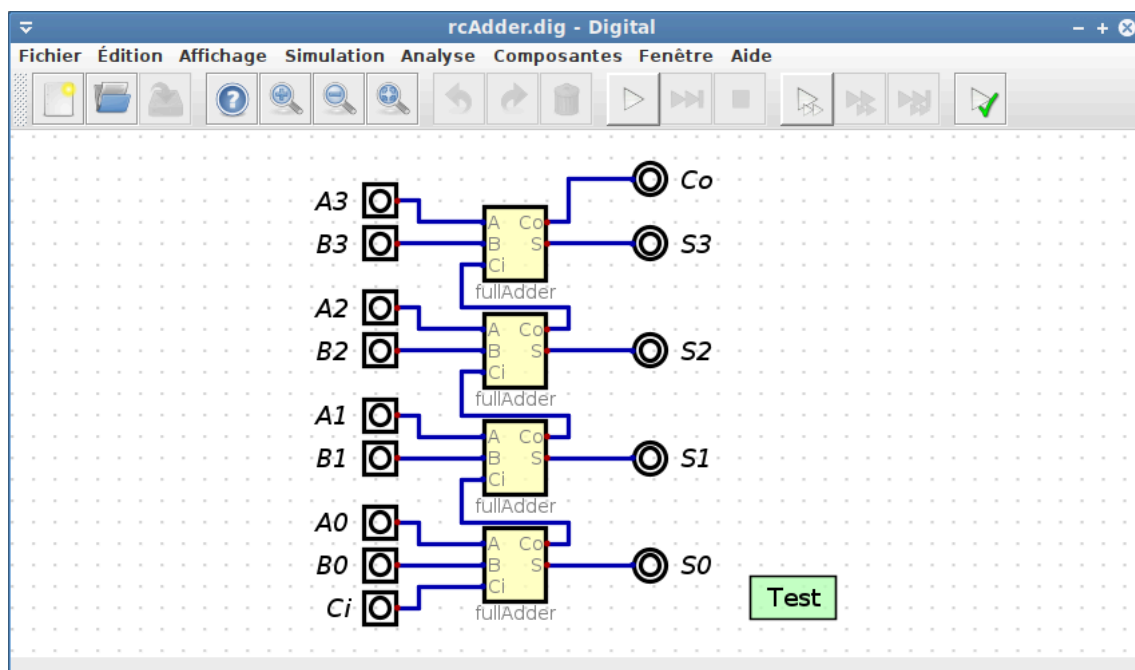 rcAdder.dig - Digital
Fichier Édition Affichage Simulation Analyse Composantes Fenêtre Aide
Co
A3
A Co
B3
B S
S3
Ci
fullAdder
A2
A Co
B2
B S
S2
Ci
fullAdder
A1
A Co
B1
B S
S1
Ci
fullAdder
A0
A Co
B0
B S
S0
Ci
Ci
fullAdder
Test